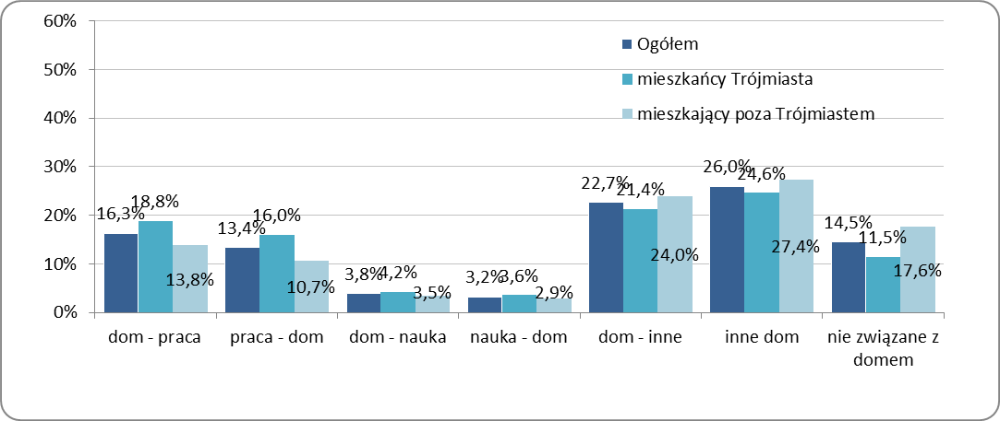 60%
50%
40%
30%
20%
10%
0%
Ogółem
mieszkańcy Trójmiasta
mieszkający poza Trójmiastem
16,3%
18,8%
13,8%
13,4%
16,0%
10,7%
3,8%
4,2%
3,5%
3,2%
3,6%
2,9%
22,7%
21,4%
24,0%
26,0%
24,6%
27,4%
14,5%
11,5%
17,6%
dom - praca
praca - dom
dom - nauka
nauka - dom
dom - inne
inne dom
nie związane z
domem